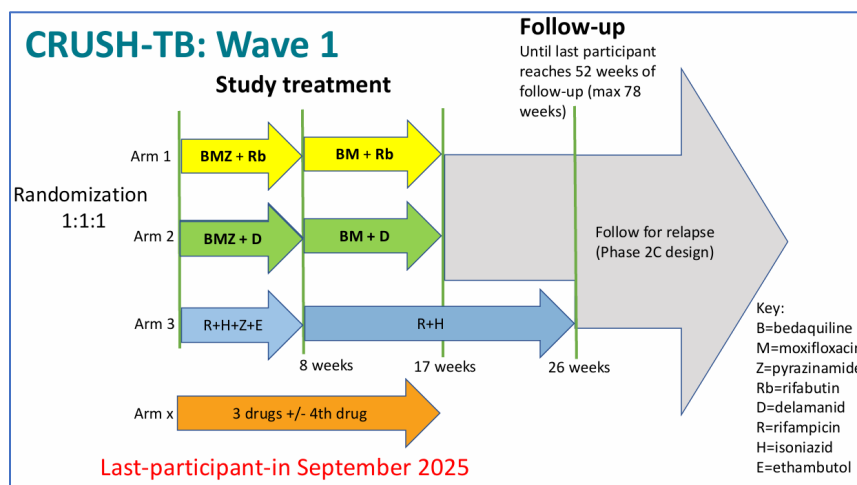 CRUSH-TB: Wave 1
Follow-up
Until last participant
reaches 52 weeks of
follow-up (max 78
weeks)
Study treatment
Arm 1
BMZ + Rb
BM + Rb
Randomization
1:1:1
Arm 2
BMZ + D
BM + D
Follow for relapse
(Phase 2C design)
Arm 3
R+H+Z+E
R+H
8 weeks
17 weeks
26 weeks
Arm x
3 drugs +/- 4th drug
Last-participant-in September 2025
Key:
B=bedaquiline
M=moxifloxacin
Z=pyrazinamide
Rb=rifabutin
D=delamanid
R=rifampicin
H=isoniazid
E=ethambutol